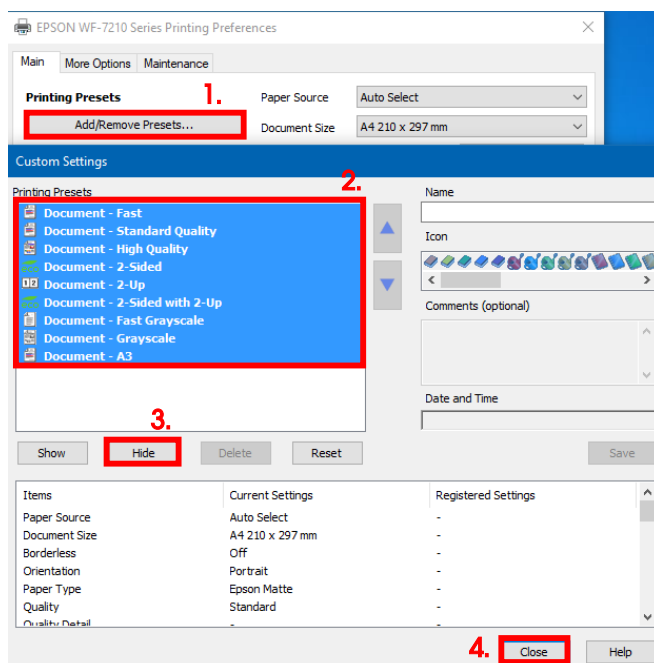 EPSON WF-7210 Series Printing Preferences
Main More Options Maintenance
Printing Presets 1. Paper Source Auto Select
Add/Remove Presets... Document Size A4 210 x 297 mm
Custom Settings
Printing Presets 2. Name
Document - Fast
Document - Standard Quality
Icon
Document - High Quality
Document - 2-Sided
1 2 Document - 2-Up
Document - 2-Sided with 2-Up
Comments (optional)
Document - Fast Grayscale
Document - Grayscale
Document - A3
Date and Time
3.
Show Hide Delete Reset Save
Items Current Settings Registered Settings
Paper Source Auto Select -
Document Size A4 210 x 297 mm -
Borderless Off -
Orientation Portrait -
Paper Type Epson Matte -
Quality Standard -
Quality Detail - -
4. Close Help